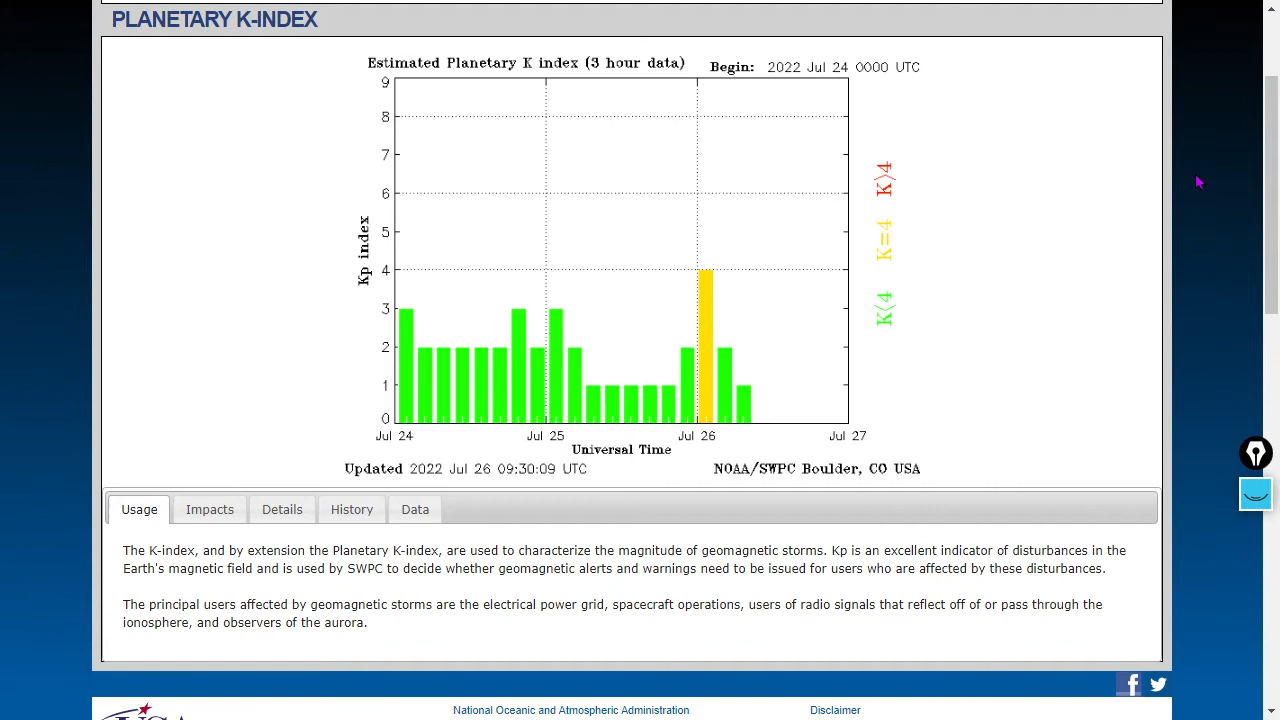 PLANETARY K-INDEX
Estimated Planetary K index (3 hour data)
Begin: 2022 Jul 24 0000 UTC
9
8
7
6
5
4
3
2
1
0
Kp index
K>4
K=4
K<4
Jul 24
Jul 25
Jul 26
Jul 27
Universal Time
Updated 2022 Jul 26 09:30:09 UTC
NOAA/SWPC Boulder, CO USA
Usage
Impacts
Details
History
Data
The K-index, and by extension the Planetary K-index, are used to characterize the magnitude of geomagnetic storms. Kp is an excellent indicator of disturbances in the
Earth's magnetic field and is used by SWPC to decide whether geomagnetic alerts and warnings need to be issued for users who are affected by these disturbances.
The principal users affected by geomagnetic storms are the electrical power grid, spacecraft operations, users of radio signals that reflect off of or pass through the
ionosphere, and observers of the aurora.
National Oceanic and Atmospheric Administration
Disclaimer